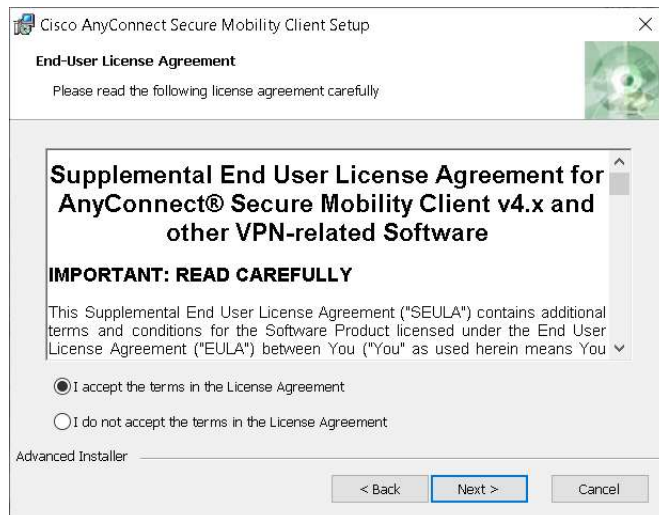 Cisco AnyConnect Secure Mobility Client Setup
End-User License Agreement
Please read the following license agreement carefully
Supplemental End User License Agreement for
AnyConnect® Secure Mobility Client v4.x and
other VPN-related Software
IMPORTANT: READ CAREFULLY
This Supplemental End User License Agreement ("SEULA") contains additional
terms and conditions for the Software Product licensed under the End User
License Agreement ("EULA") between You ("You" as used herein means You
I accept the terms in the License Agreement
I do not accept the terms in the License Agreement
Advanced Installer
< Back Next > Cancel